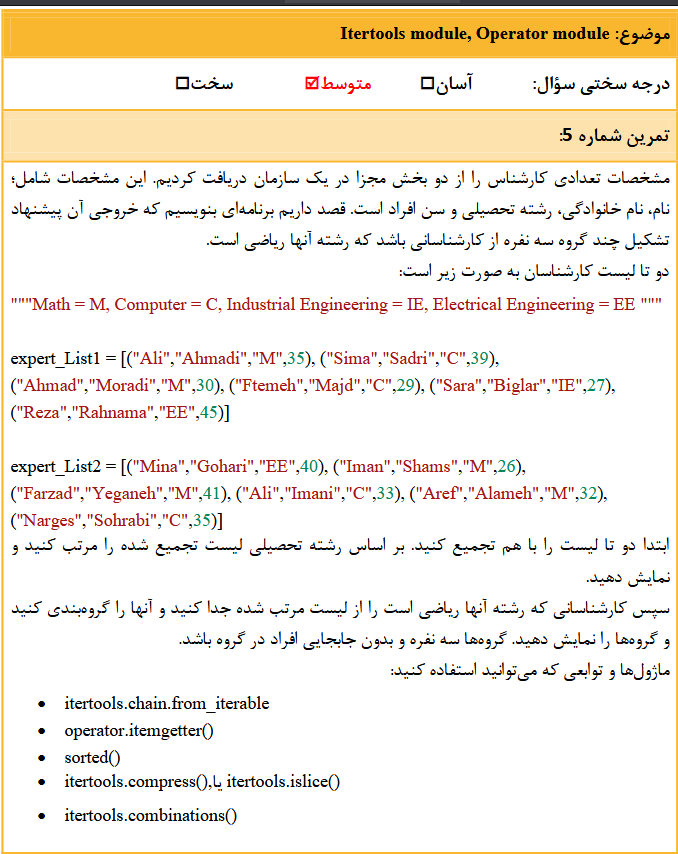 موضوع: Itertools module, Operator module
درجه سختی سؤال: آسان☐ متوسط☑ سخت☐
تمرین شماره 5:
مشخصات تعدادی کارشناس را از دو بخش مجزا در یک سازمان دریافت کردیم. این مشخصات شامل؛
نام، نام خانوادگی، رشته تحصیلی و سن افراد است. قصد داریم برنامه‌ای بنویسیم که خروجی آن پیشنهاد
تشکیل چند گروه سه نفره از کارشناسانی باشد که رشته آنها ریاضی است.
دو تا لیست کارشناسان به صورت زیر است:
"""Math = M, Computer = C, Industrial Engineering = IE, Electrical Engineering = EE """
expert_List1 = [("Ali","Ahmadi","M",35), ("Sima","Sadri","C",39),
("Ahmad","Moradi","M",30), ("Ftemeh","Majd","C",29), ("Sara","Biglar","IE",27),
("Reza","Rahnama","EE",45)]
expert_List2 = [("Mina","Gohari","EE",40), ("Iman","Shams","M",26),
("Farzad","Yeganeh","M",41), ("Ali","Imani","C",33), ("Aref","Alameh","M",32),
("Narges","Sohrabi","C",35)]
ابتدا دو تا لیست را با هم تجمیع کنید. بر اساس رشته تحصیلی لیست تجمیع شده را مرتب کنید و
نمایش دهید.
سپس کارشناسانی که رشته آنها ریاضی است را از لیست مرتب شده جدا کنید و آنها را گروه‌بندی کنید
و گروه‌ها را نمایش دهید. گروه‌ها سه نفره و بدون جابجایی افراد در گروه باشد.
ماژول‌ها و توابعی که می‌توانید استفاده کنید:
• itertools.chain.from_iterable
• operator.itemgetter()
• sorted()
• itertools.compress(),یا itertools.islice()
• itertools.combinations()